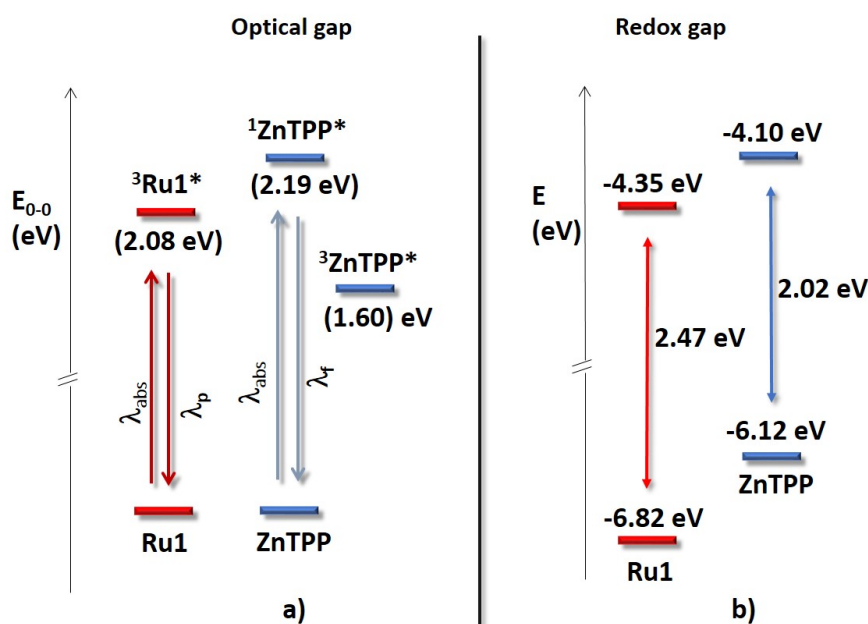 Optical gap
Redox gap
¹ZnTPP*
(2.19 eV)
³Ru1*
(2.08 eV)
E₀₋₀
(eV)
³ZnTPP*
(1.60) eV
λabs
λp
λabs
λf
Ru1
ZnTPP
a)
-4.10 eV
-4.35 eV
E
(eV)
2.02 eV
2.47 eV
-6.12 eV
ZnTPP
-6.82 eV
Ru1
b)